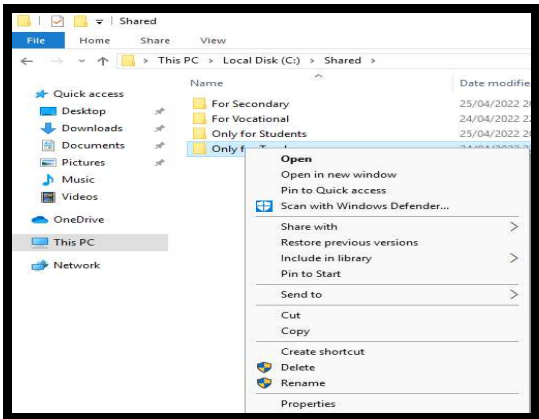 Shared
File Home Share View
This PC > Local Disk (C:) > Shared >
Name Date modifie
Quick access
Desktop
Downloads
Documents
Pictures
Music
Videos
OneDrive
This PC
Network
For Secondary 25/04/2022 2
For Vocational 24/04/2022 2
Only for Students 25/04/2022
Only
Open
Open in new window
Pin to Quick access
Scan with Windows Defender...
Share with >
Restore previous versions
Include in library >
Pin to Start
Send to >
Cut
Copy
Create shortcut
Delete
Rename
Properties